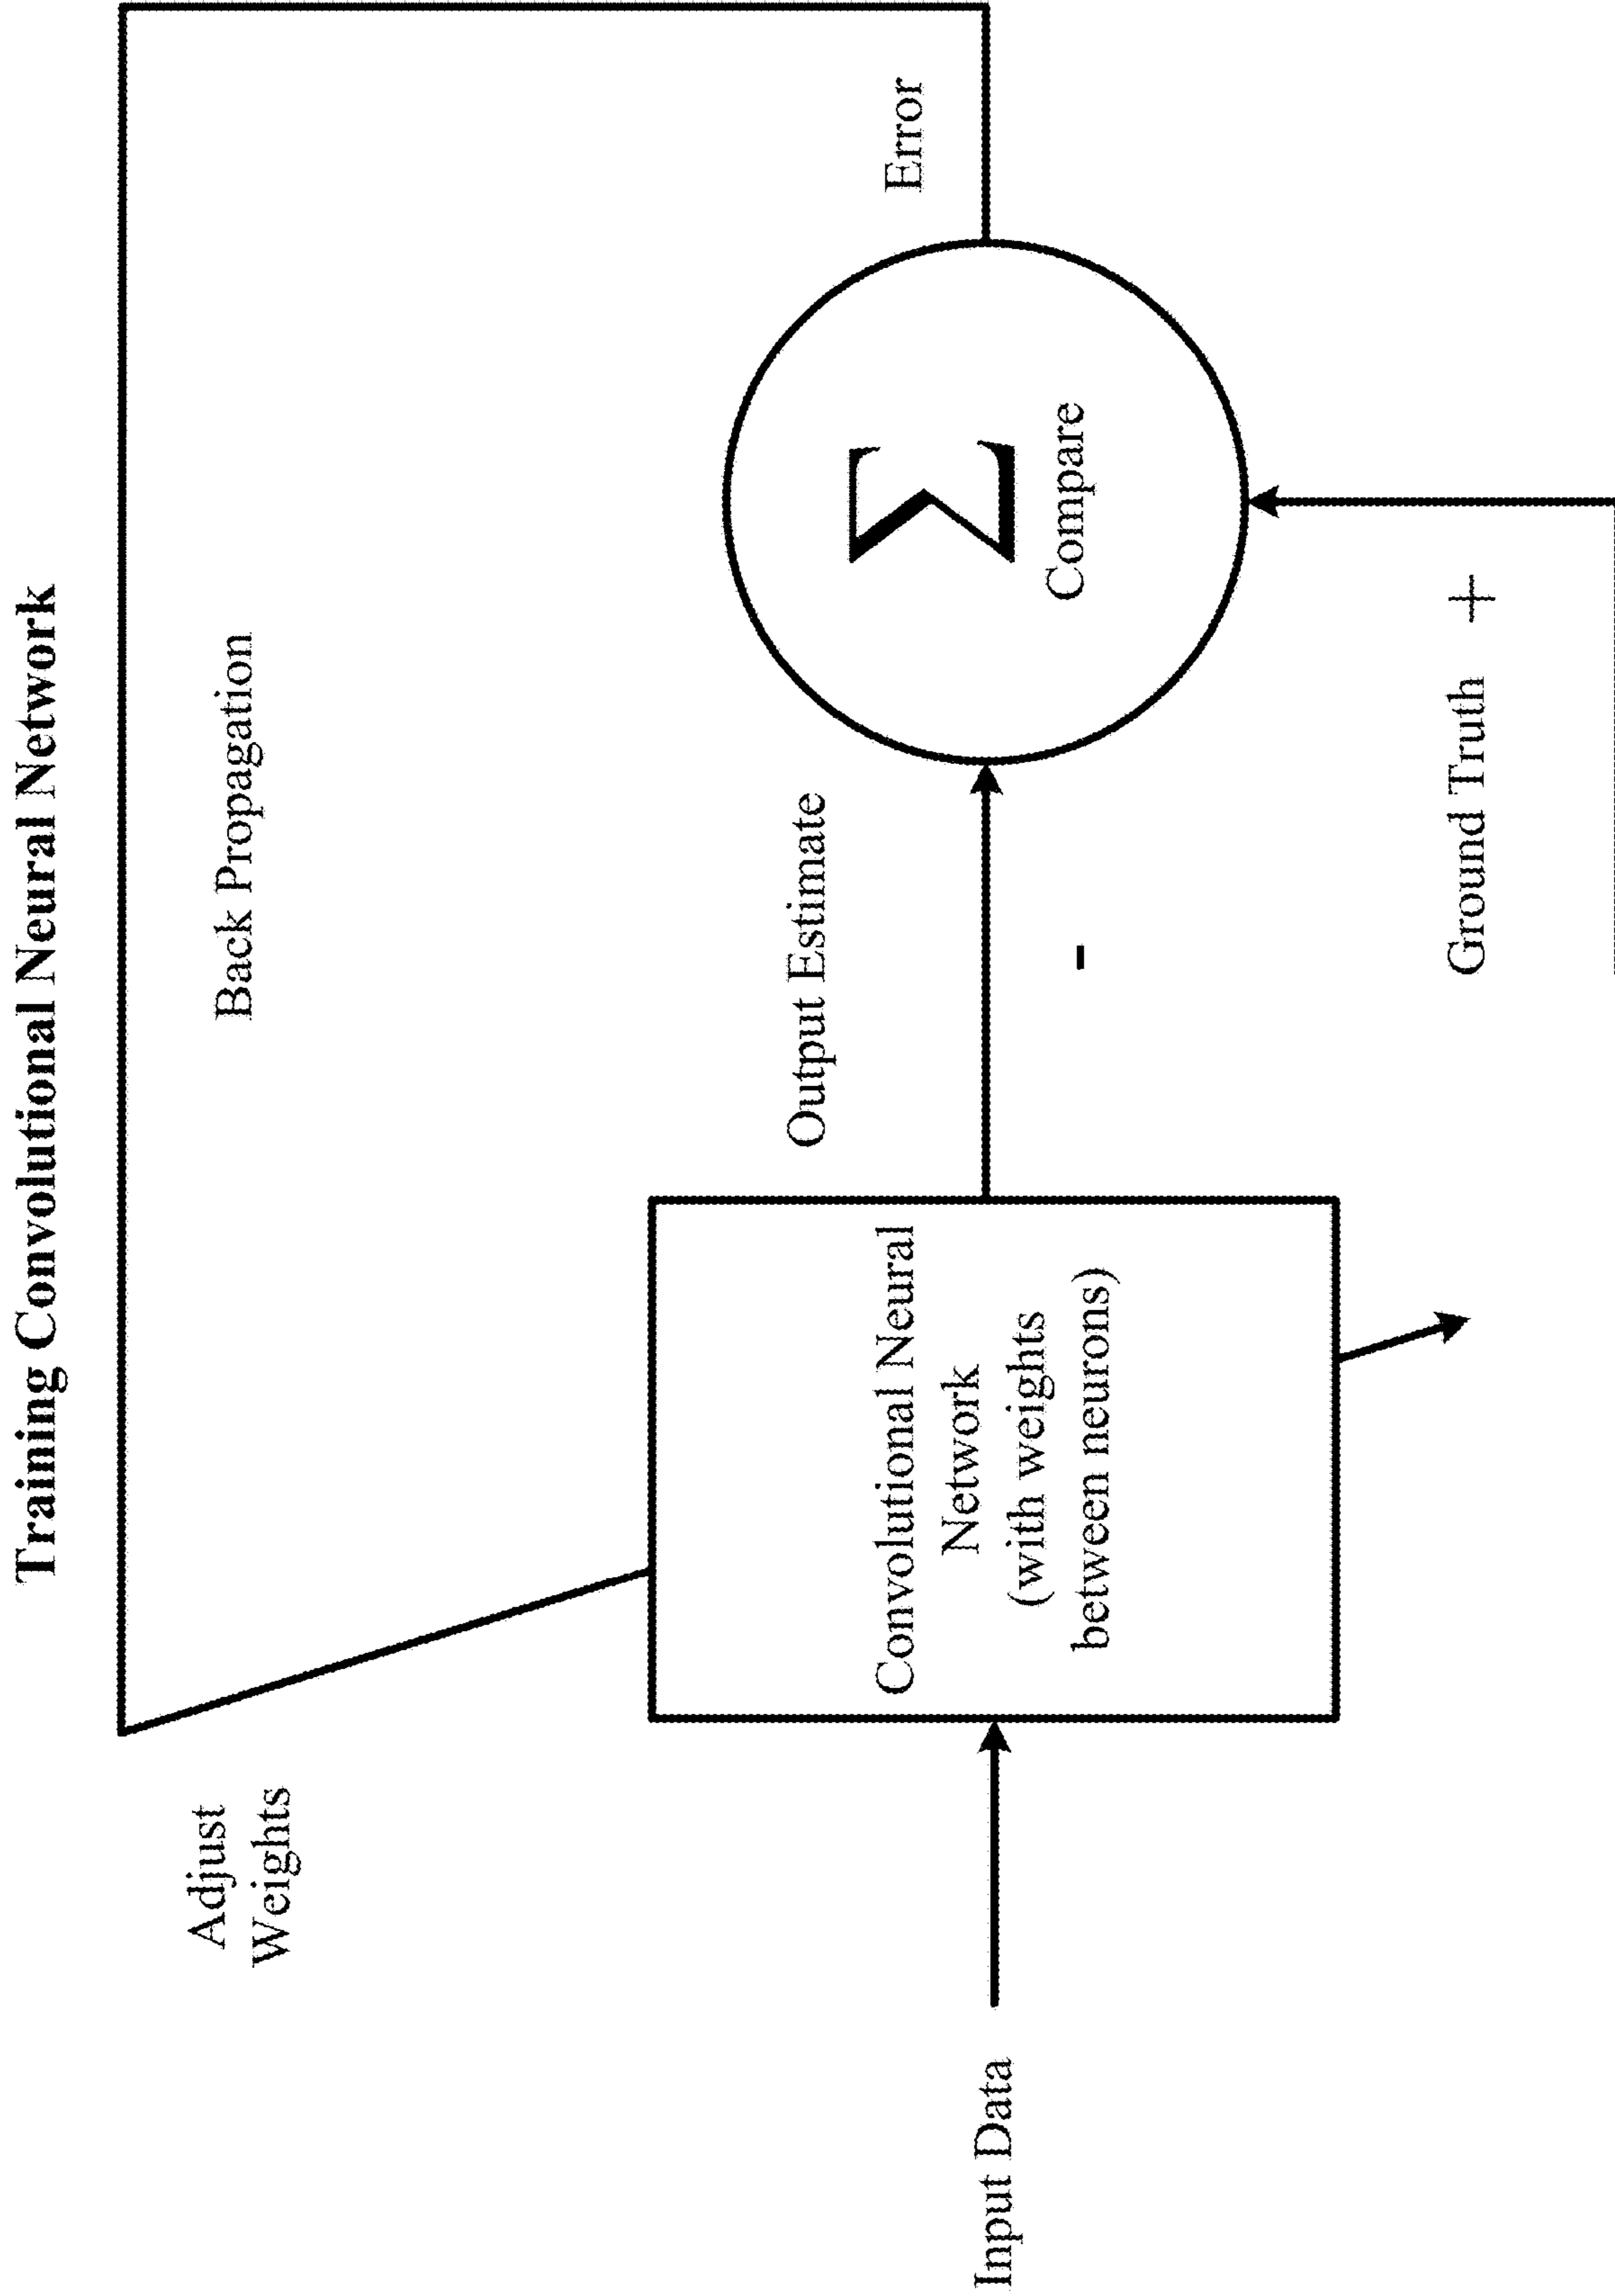 Training Convolutional Neural Network
Back Propagation
Adjust
Weights
Error
Output Estimate
Σ
Compare
Convolutional Neural
Network
(with weights
between neurons)
Input Data
-
Ground Truth +